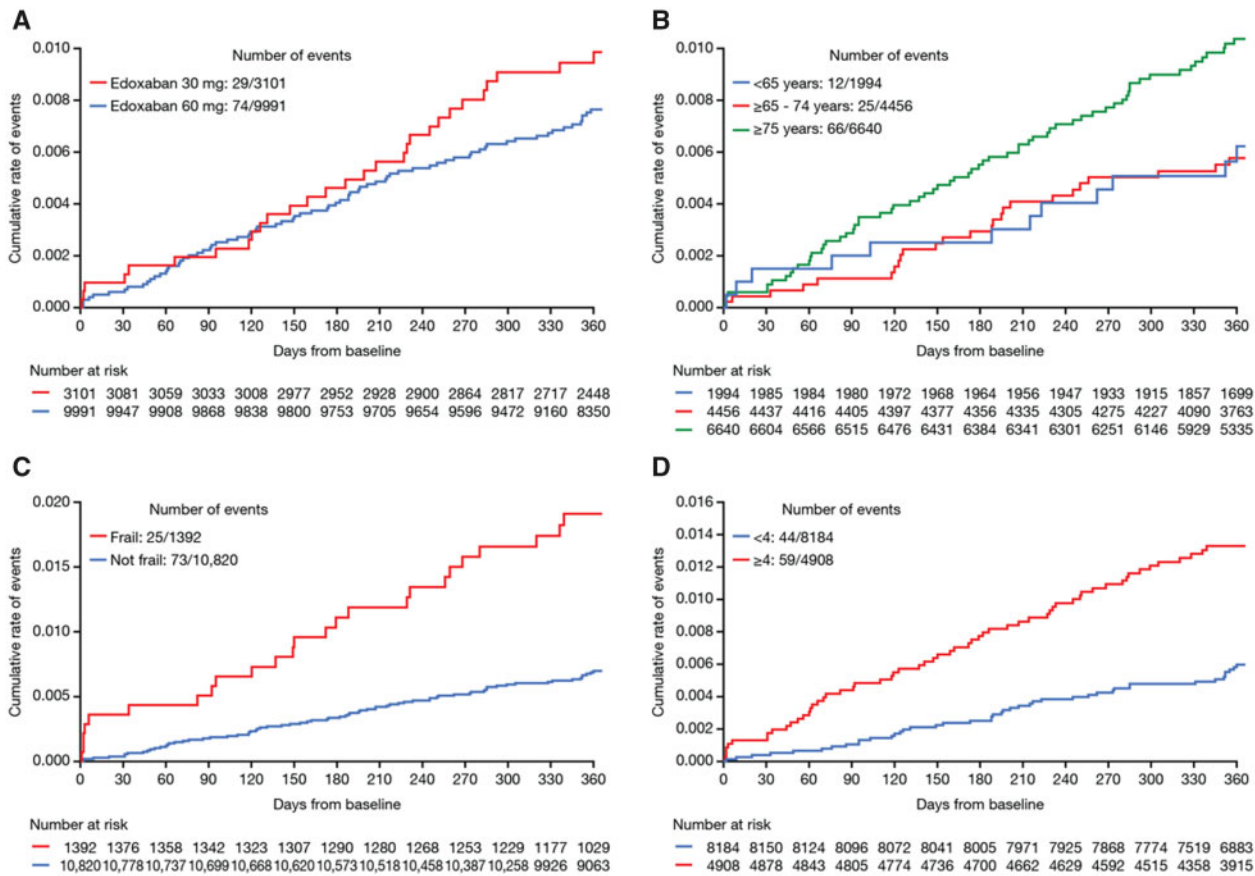 A
Number of events
Edoxaban 30 mg: 29/3101
Edoxaban 60 mg: 74/9991
Cumulative rate of events
0.010
0.008
0.006
0.004
0.002
0.000
0 30 60 90 120 150 180 210 240 270 300 330 360
Days from baseline
Number at risk
3101 3081 3059 3033 3008 2977 2952 2928 2900 2864 2817 2717 2448
9991 9947 9908 9868 9838 9800 9753 9705 9654 9596 9472 9160 8350
B
Number of events
<65 years: 12/1994
≥65 - 74 years: 25/4456
≥75 years: 66/6640
Cumulative rate of events
0.010
0.008
0.006
0.004
0.002
0.000
0 30 60 90 120 150 180 210 240 270 300 330 360
Days from baseline
Number at risk
1994 1985 1984 1980 1972 1968 1964 1956 1947 1933 1915 1857 1699
4456 4437 4416 4405 4397 4377 4356 4335 4305 4275 4227 4090 3763
6640 6604 6566 6515 6476 6431 6384 6341 6301 6251 6146 5929 5335
C
Number of events
Frail: 25/1392
Not frail: 73/10,820
Cumulative rate of events
0.020
0.015
0.010
0.005
0.000
0 30 60 90 120 150 180 210 240 270 300 330 360
Days from baseline
Number at risk
1392 1376 1358 1342 1323 1307 1290 1280 1268 1253 1229 1177 1029
10,820 10,778 10,737 10,699 10,668 10,620 10,573 10,518 10,458 10,387 10,258 9926 9063
D
Number of events
<4: 44/8184
≥4: 59/4908
Cumulative rate of events
0.016
0.014
0.012
0.010
0.008
0.006
0.004
0.002
0.000
0 30 60 90 120 150 180 210 240 270 300 330 360
Days from baseline
Number at risk
8184 8150 8124 8096 8072 8041 8005 7971 7925 7868 7774 7519 6883
4908 4878 4843 4805 4774 4736 4700 4662 4629 4592 4515 4358 3915